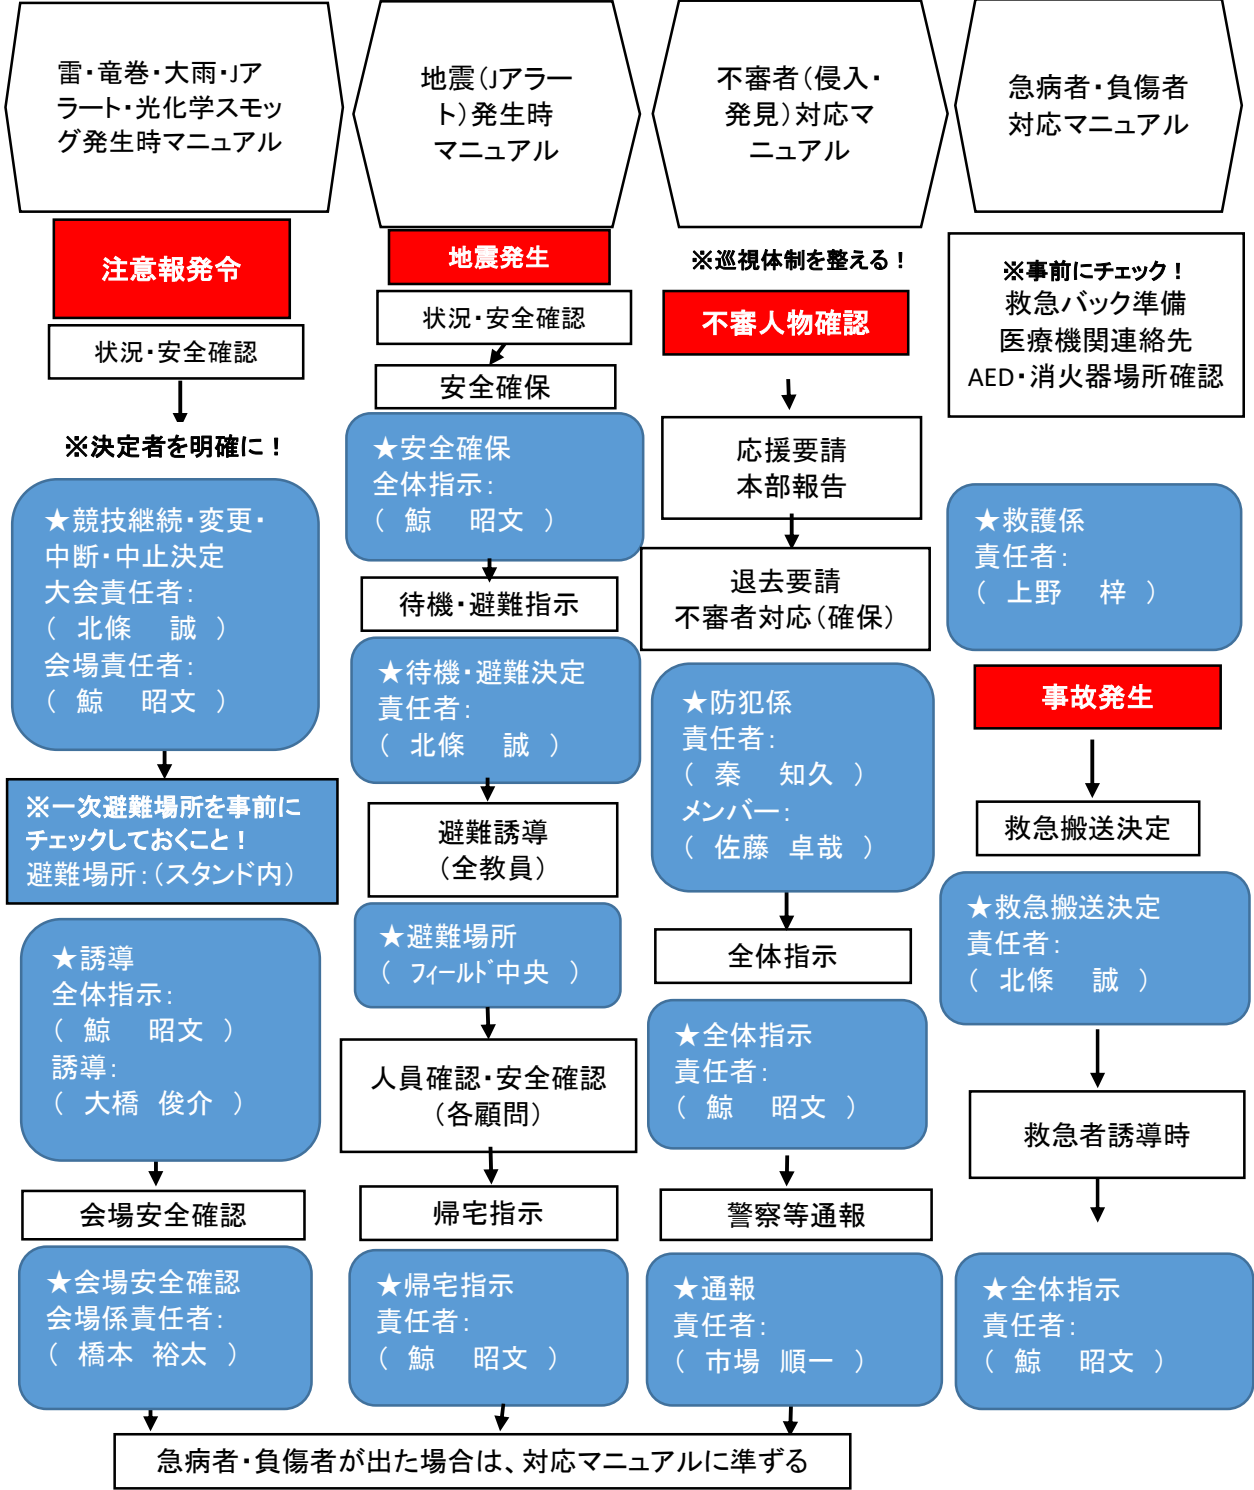 雷・竜巻・大雨・Jア
ラート・光化学スモッ
グ発生時マニュアル
注意報発令
状況・安全確認
※決定者を明確に！
★競技継続・変更・
中断・中止決定
大会責任者：
（　北條　　誠　）
会場責任者：
（　鯨　　昭文　）
※一次避難場所を事前に
チェックしておくこと！
避難場所：（スタンド内）
★誘導
全体指示：
（　鯨　　昭文　）
誘導：
（　大橋　俊介　）
会場安全確認
★会場安全確認
会場係責任者：
（　橋本　裕太　）
地震（Jアラー
ト）発生時
マニュアル
地震発生
状況・安全確認
安全確保
★安全確保
全体指示：
（　鯨　　昭文　）
待機・避難指示
★待機・避難決定
責任者：
（　北條　　誠　）
避難誘導
（全教員）
★避難場所
（　フィールド中央　）
人員確認・安全確認
（各顧問）
帰宅指示
★帰宅指示
責任者：
（　鯨　　昭文　）
不審者（侵入・
発見）対応マ
ニュアル
※巡視体制を整える！
不審人物確認
応援要請
本部報告
退去要請
不審者対応（確保）
★防犯係
責任者：
（　秦　　知久　）
メンバー：
（　佐藤　卓哉　）
全体指示
★全体指示
責任者：
（　鯨　　昭文　）
警察等通報
★通報
責任者：
（　市場　順一　）
急病者・負傷者
対応マニュアル
※事前にチェック！
救急バック準備
医療機関連絡先
AED・消火器場所確認
★救護係
責任者：
（　上野　　梓　）
事故発生
救急搬送決定
★救急搬送決定
責任者：
（　北條　　誠　）
救急者誘導時
★全体指示
責任者：
（　鯨　　昭文　）
急病者・負傷者が出た場合は、対応マニュアルに準ずる